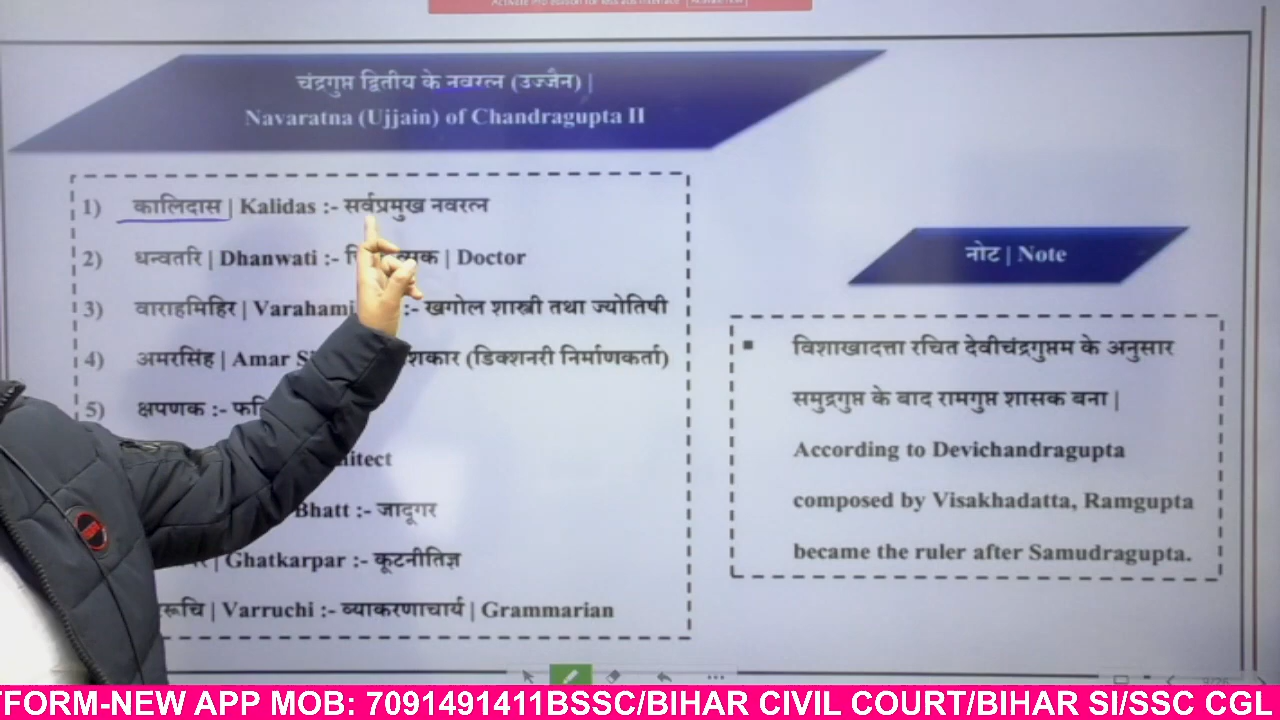 चंद्रगुप्त द्वितीय के नवरत्न (उज्जैन) |
Navaratna (Ujjain) of Chandragupta II
1) कालिदास | Kalidas :- सर्वप्रमुख नवरत्न
2) धन्वतरि | Dhanwati :- | Doctor
3) वाराहमिहिर | :- खगोल शास्त्री तथा ज्योतिषी
4) अमरसिंह | Amar (डिक्शनरी निर्माणकर्ता)
5) क्षपणक :-
Bhatt :- जादूगर
| Ghatkarpar :- कूटनीतिज्ञ
| Varruchi :- व्याकरणाचार्य | Grammarian
नोट | Note
▪ विशाखादत्ता रचित देवीचंद्रगुप्तम के अनुसार
समुद्रगुप्त के बाद रामगुप्त शासक बना |
According to Devichandragupta
composed by Visakhadatta, Ramgupta
became the ruler after Samudragupta.
TFORM-NEW APP MOB: 7091491411BSSC/BIHAR CIVIL COURT/BIHAR SI/SSC CGL